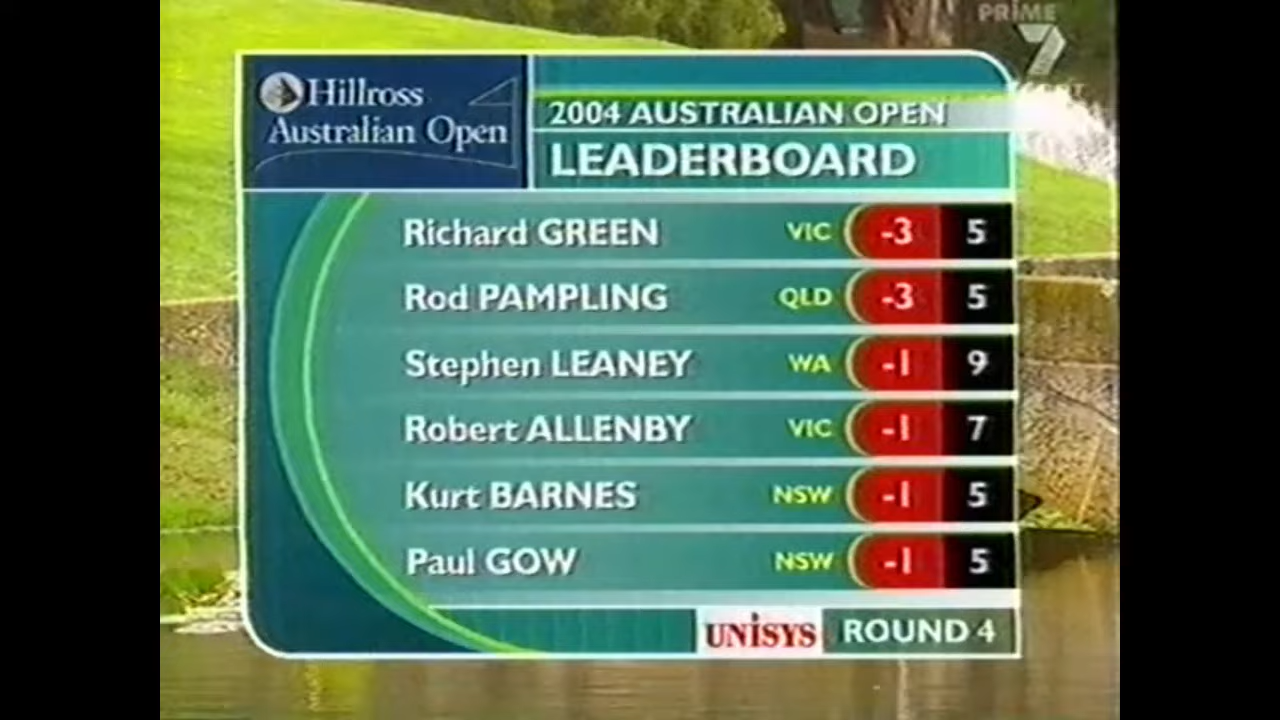 PRIME
7
Hillross
Australian Open
2004 AUSTRALIAN OPEN
LEADERBOARD
Richard GREEN VIC -3 5
Rod PAMPLING QLD -3 5
Stephen LEANEY WA -1 9
Robert ALLENBY VIC -1 7
Kurt BARNES NSW -1 5
Paul GOW NSW -1 5
UNISYS ROUND 4